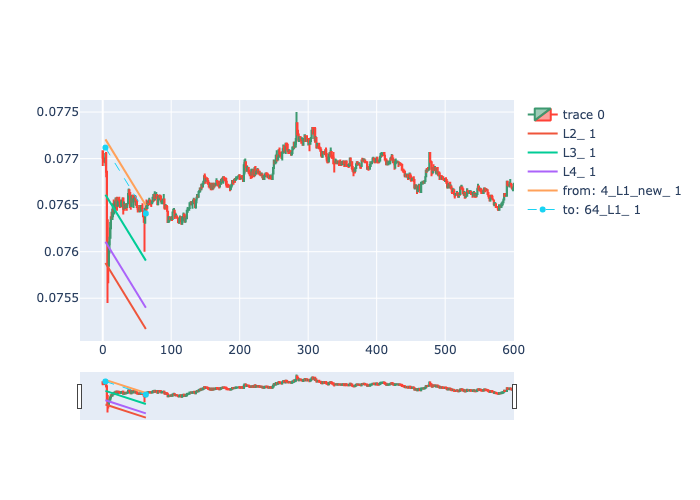 0.0775
0.077
0.0765
0.076
0.0755
0
100
200
300
400
500
600
trace 0
L2_ 1
L3_ 1
L4_ 1
from: 4_L1_new_ 1
to: 64_L1_ 1